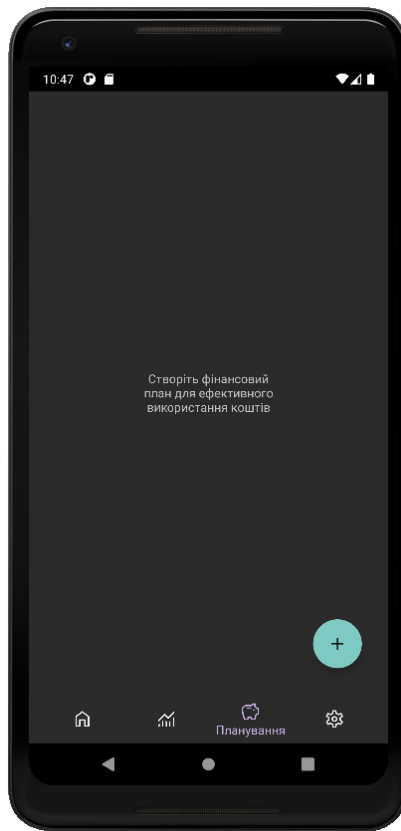 10:47
Створіть фінансовий
план для ефективного
використання коштів
+
Планування